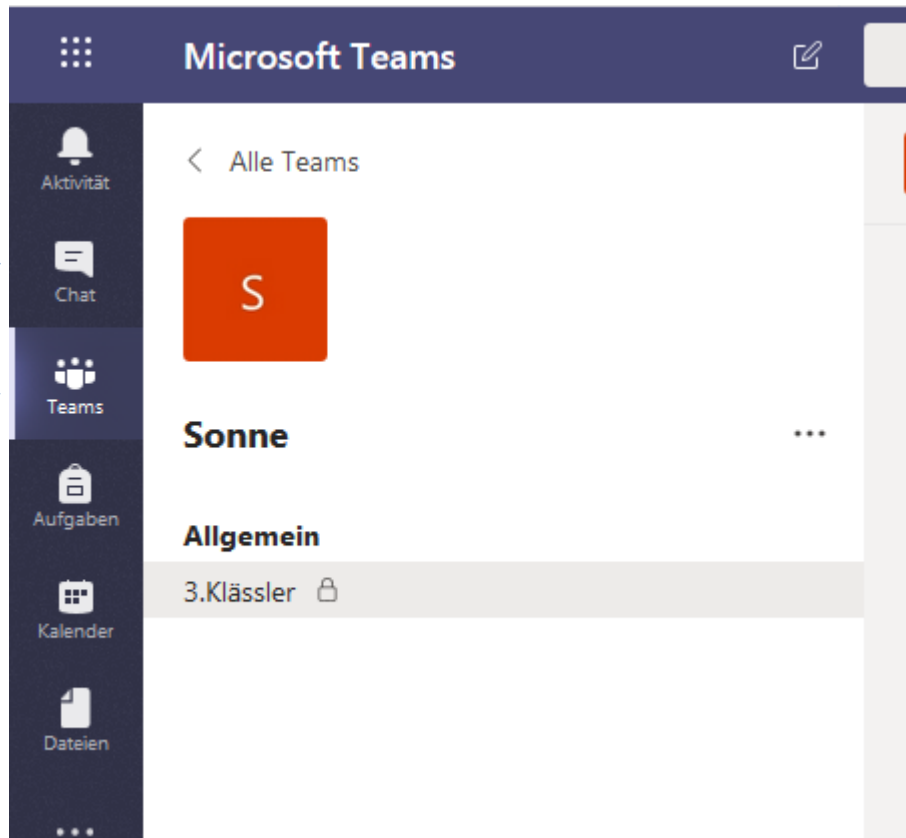 Microsoft Teams
Aktivität
Chat
Teams
Aufgaben
Kalender
Dateien
Alle Teams
S
Sonne
Allgemein
3.Klässler